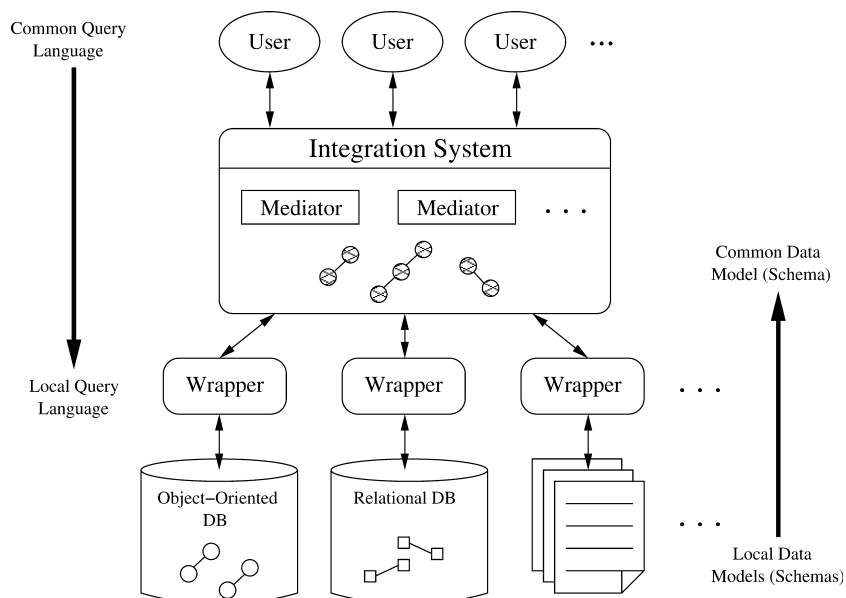 Common Query
Language
User
User
User
...
Integration System
Mediator
Mediator
. . .
Common Data
Model (Schema)
Wrapper
Wrapper
Wrapper
. . .
Local Query
Language
Object−Oriented
DB
Relational DB
. . .
Local Data
Models (Schemas)